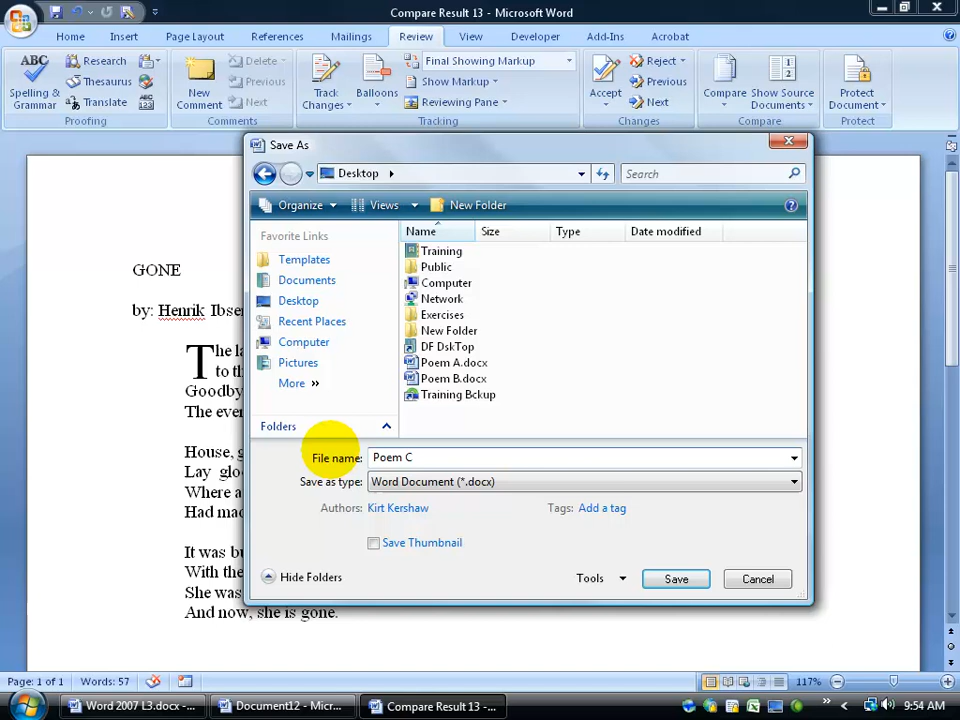 Compare Result 13 - Microsoft Word
Home Insert Page Layout References Mailings Review View Developer Add-Ins Acrobat
ABC Research Delete Final Showing Markup Reject
Thesaurus Previous Show Markup Previous
Spelling & Grammar Translate New Comment Next Track Changes Balloons Reviewing Pane Accept Next Compare Show Source Documents Protect Document
Proofing Comments Tracking Changes Compare Protect
Save As
Desktop Search
Organize Views New Folder
Favorite Links
Templates
Documents
Desktop
Recent Places
Computer
Pictures
More »
Folders
Name Size Type Date modified
Training
Public
Computer
Network
Exercises
New Folder
DF DskTop
Poem A.docx
Poem B.docx
Training Bckup
File name: Poem C
Save as type: Word Document (*.docx)
Authors: Kirt Kershaw Tags: Add a tag
Save Thumbnail
Hide Folders Tools Save Cancel
GONE
by: Henrik
The
to th
Goodby
The
House,
Lay
Where a
Had
It was
With the
She was
And now, she is gone.
Page: 1 of 1 Words: 57 117%
Word 2007 L3.docx -... Document12 - Micr... Compare Result 13 -... 9:54 AM